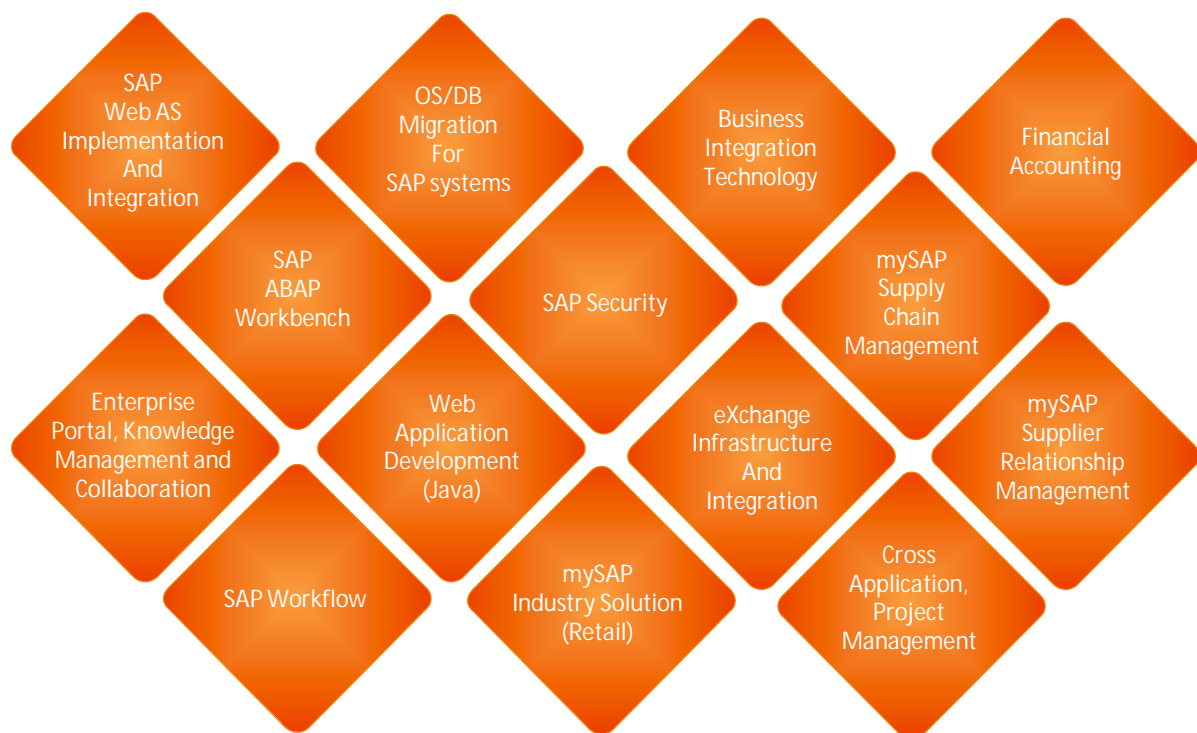 SAP
Web AS
Implementation
And
Integration
OS/DB
Migration
For
SAP systems
Business
Integration
Technology
Financial
Accounting
SAP
ABAP
Workbench
SAP Security
mySAP
Supply
Chain
Management
Enterprise
Portal, Knowledge
Management and
Collaboration
Web
Application
Development
(Java)
eXchange
Infrastructure
And
Integration
mySAP
Supplier
Relationship
Management
SAP Workflow
mySAP
Industry Solution
(Retail)
Cross
Application,
Project
Management